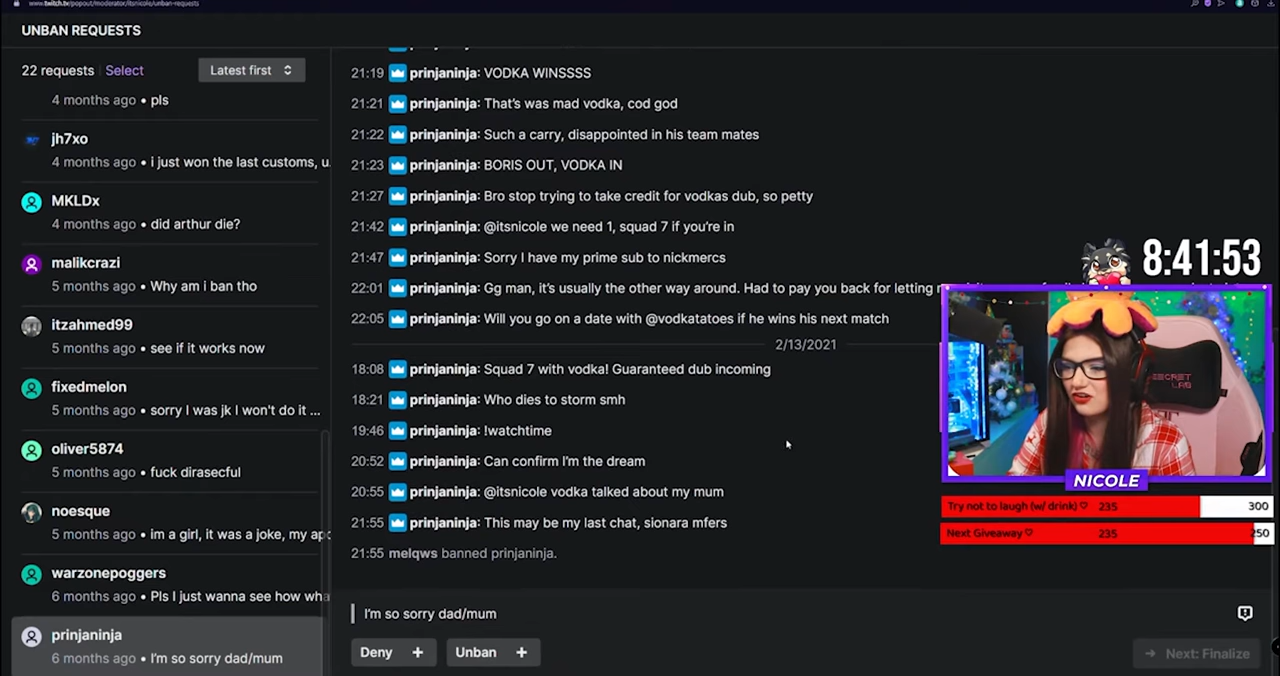 www.twitch.tv/popout/moderator/itsnicole/unban-requests
UNBAN REQUESTS
22 requests Select Latest first
4 months ago • pls
jh7xo
4 months ago • i just won the last customs, u...
MKLDx
4 months ago • did arthur die?
malikcrazi
5 months ago • Why am i ban tho
itzahmed99
5 months ago • see if it works now
fixedmelon
5 months ago • sorry I was jk I won't do it ...
oliver5874
5 months ago • fuck dirasecful
noesque
5 months ago • im a girl, it was a joke, my apo
warzonepoggers
6 months ago • Pls I just wanna see how wha
prinjaninja
6 months ago • I'm so sorry dad/mum
21:19 prinjaninja: VODKA WINSSSS
21:21 prinjaninja: That's was mad vodka, cod god
21:22 prinjaninja: Such a carry, disappointed in his team mates
21:23 prinjaninja: BORIS OUT, VODKA IN
21:27 prinjaninja: Bro stop trying to take credit for vodkas dub, so petty
21:42 prinjaninja: @itsnicole we need 1, squad 7 if you're in
21:47 prinjaninja: Sorry I have my prime sub to nickmercs
22:01 prinjaninja: Gg man, it's usually the other way around. Had to pay you back for letting
22:05 prinjaninja: Will you go on a date with @vodkatatoes if he wins his next match
2/13/2021
18:08 prinjaninja: Squad 7 with vodka! Guaranteed dub incoming
18:21 prinjaninja: Who dies to storm smh
19:46 prinjaninja: !watchtime
20:52 prinjaninja: Can confirm I'm the dream
20:55 prinjaninja: @itsnicole vodka talked about my mum
21:55 prinjaninja: This may be my last chat, sionara mfers
21:55 melqws banned prinjaninja.
I'm so sorry dad/mum
Deny + Unban +
Next: Finalize
8:41:53
SECRETLAB
NICOLE
Try not to laugh (w/ drink) ♡ 235 300
Next Giveaway ♡ 235 250